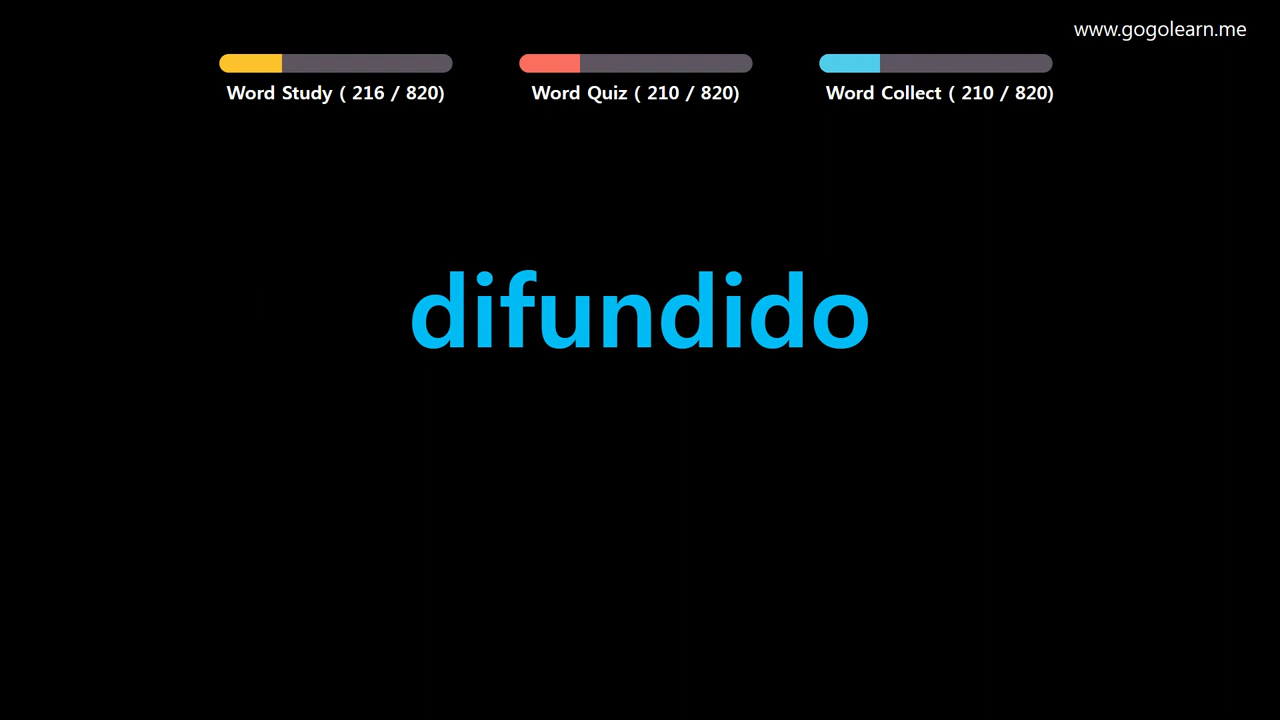 www.gogolearn.me
Word Study ( 216 / 820)
Word Quiz ( 210 / 820)
Word Collect ( 210 / 820)
difundido